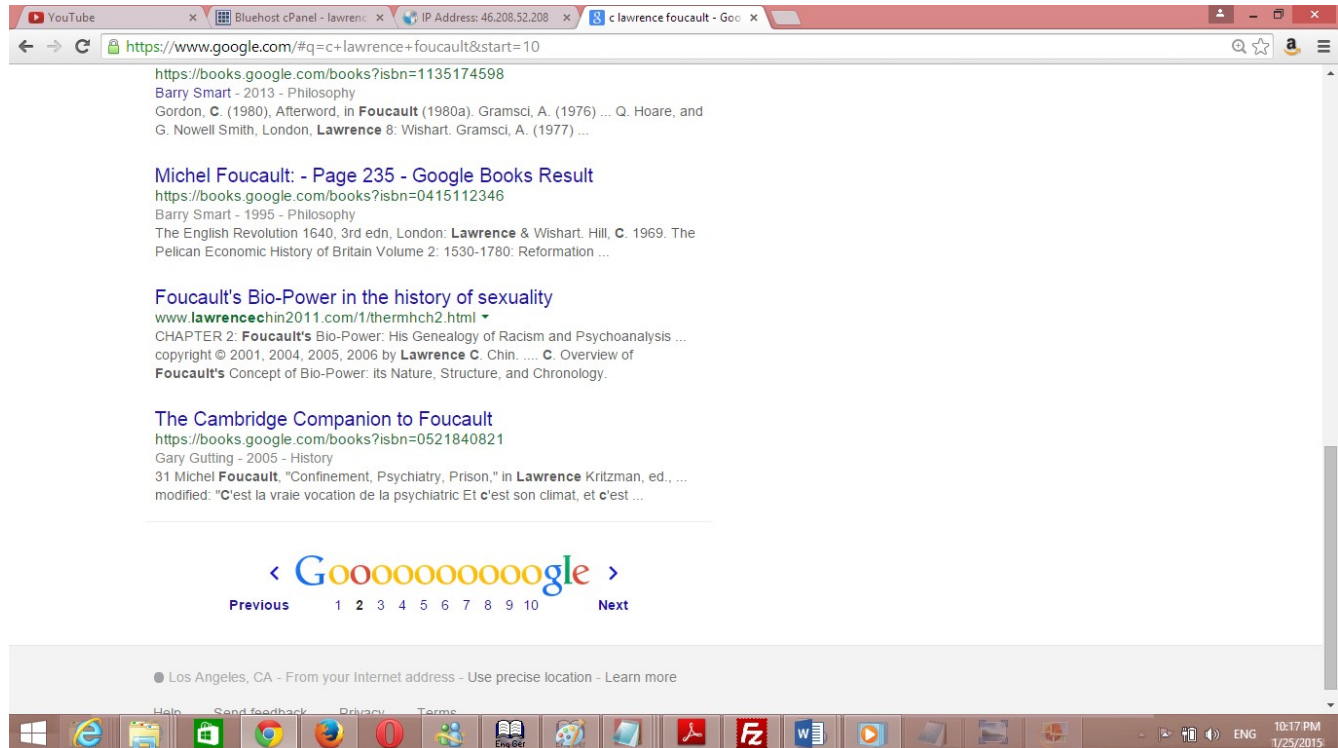 YouTube
Bluehost cPanel - lawrenc
IP Address: 46.208.52.208
c lawrence foucault - Goo
https://www.google.com/#q=c+lawrence+foucault&start=10
https://books.google.com/books?isbn=1135174598
Barry Smart - 2013 - Philosophy
Gordon, C. (1980), Afterword, in Foucault (1980a). Gramsci, A. (1976) ... Q. Hoare, and
G. Nowell Smith, London, Lawrence 8: Wishart. Gramsci, A. (1977) ...
Michel Foucault: - Page 235 - Google Books Result
https://books.google.com/books?isbn=0415112346
Barry Smart - 1995 - Philosophy
The English Revolution 1640, 3rd edn, London: Lawrence & Wishart. Hill, C. 1969. The
Pelican Economic History of Britain Volume 2: 1530-1780: Reformation ...
Foucault's Bio-Power in the history of sexuality
www.lawrencechin2011.com/1/thermhch2.html
CHAPTER 2: Foucault's Bio-Power: His Genealogy of Racism and Psychoanalysis ...
copyright © 2001, 2004, 2005, 2006 by Lawrence C. Chin. .... C. Overview of
Foucault's Concept of Bio-Power: its Nature, Structure, and Chronology.
The Cambridge Companion to Foucault
https://books.google.com/books?isbn=0521840821
Gary Gutting - 2005 - History
31 Michel Foucault, "Confinement, Psychiatry, Prison," in Lawrence Kritzman, ed., ...
modified: "C'est la vraie vocation de la psychiatric Et c'est son climat, et c'est ...
Goooooooooogle
Previous 1 2 3 4 5 6 7 8 9 10 Next
Los Angeles, CA - From your Internet address - Use precise location - Learn more
Help Send feedback Privacy Terms
Eng Ger
ENG
10:17 PM
1/25/2015